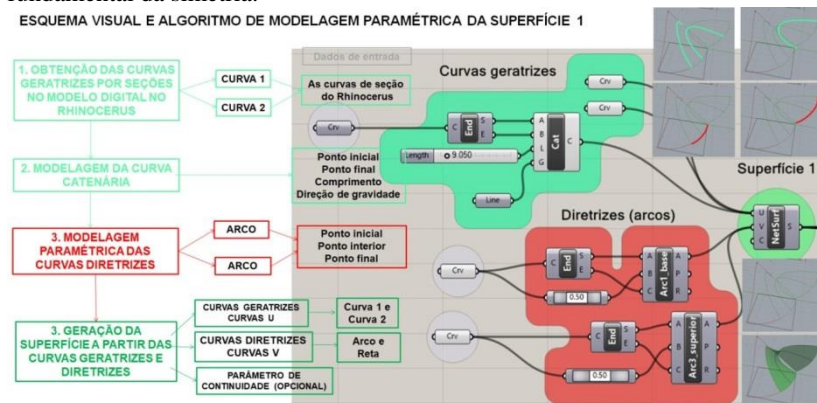 fundamental da simetria.
ESQUEMA VISUAL E ALGORITMO DE MODELAGEM PARAMÉTRICA DA SUPERFÍCIE 1
Dados de entrada
1. OBTENÇÃO DAS CURVAS
GERATRIZES POR SEÇÕES
NO MODELO DIGITAL NO
RHINOCERUS
CURVA 1
CURVA 2
As curvas de seção
do Rhinocerus
2. MODELAGEM DA CURVA
CATENÁRIA
Ponto inicial
Ponto final
Comprimento
Direção de gravidade
3. MODELAGEM
PARAMÉTRICA DAS
CURVAS DIRETRIZES
ARCO
ARCO
Ponto inicial
Ponto interior
Ponto final
3. GERAÇÃO DA
SUPERFÍCIE A PARTIR DAS
CURVAS GERATRIZES E
DIRETRIZES
CURVAS GERATRIZES
CURVAS U
Curva 1 e
Curva 2
CURVAS DIRETRIZES
CURVAS V
Arco e
Reta
PARÂMETRO DE
CONTINUIDADE (OPCIONAL)
Curvas geratrizes
Crv
Crv
Crv
C End S E
A B L G Cat C
Length 9.050
Line
Superfície 1
U V C NetSurf S
Diretrizes (arcos)
Crv
C End S E
0.50
A B C Arc1_base A P R
Crv
C End S E
0.50
A B C Arc3_superior A P R